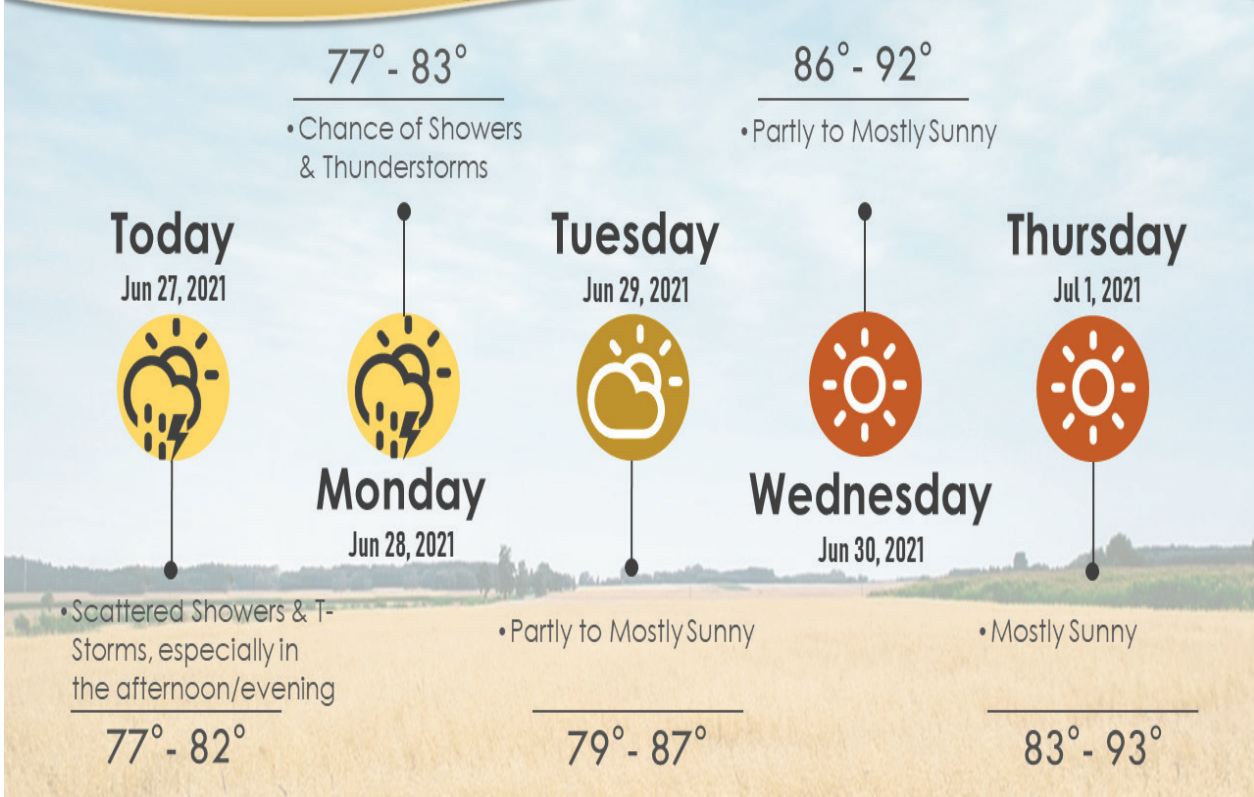 Today
Jun 27, 2021
•Scattered Showers & T-
Storms, especially in
the afternoon/evening
77°- 82°
77°- 83°
•Chance of Showers
& Thunderstorms
Monday
Jun 28, 2021
Tuesday
Jun 29, 2021
•Partly to Mostly Sunny
79°- 87°
86°- 92°
•Partly to Mostly Sunny
Wednesday
Jun 30, 2021
Thursday
Jul 1, 2021
•Mostly Sunny
83°- 93°